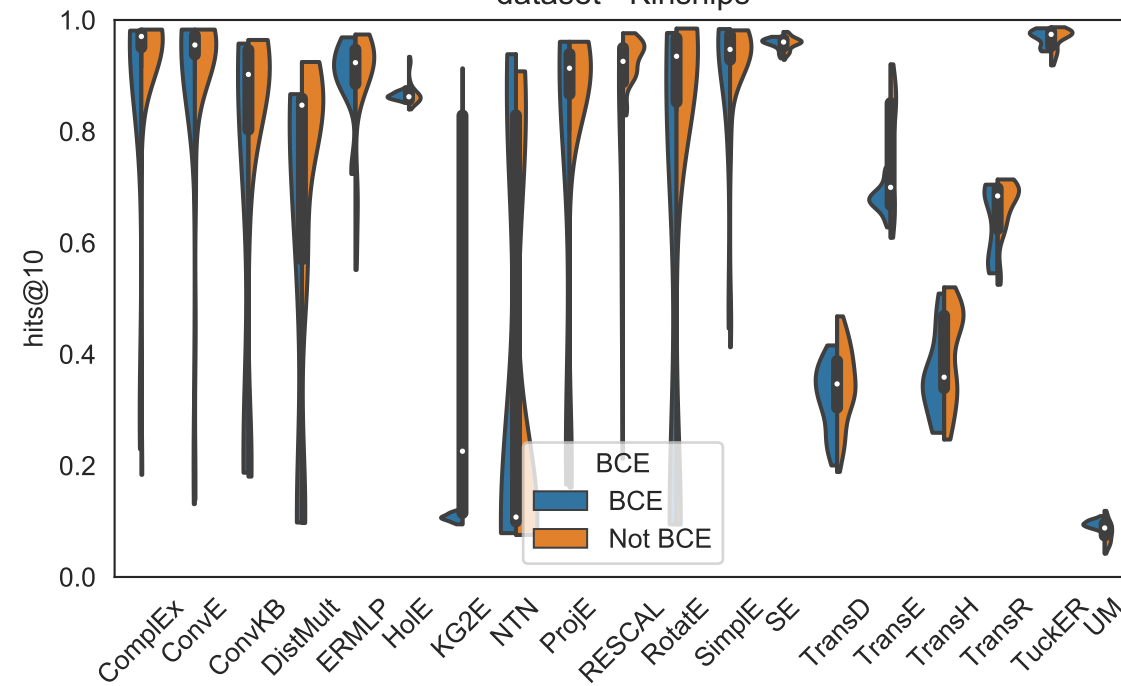 1.0
0.8
0.6
0.4
0.2
0.0
hits@10
BCE
BCE
Not BCE
ComplEx
ConvE
ConvKB
DistMult
ERMLP
HolE
KG2E
NTN
ProjE
RESCAL
RotatE
SimplE
SE
TransD
TransE
TransH
TransR
TuckER
UM